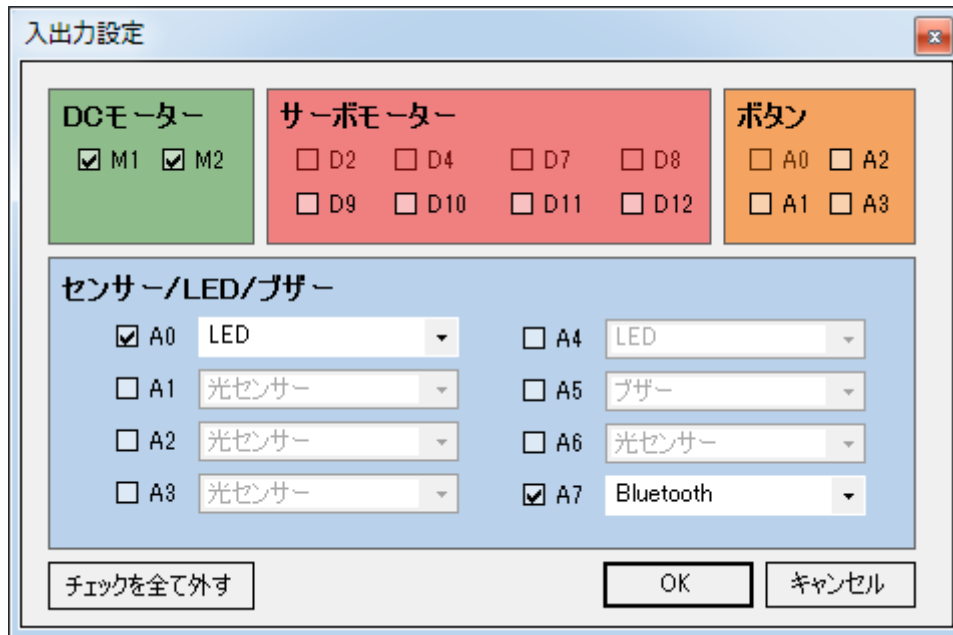 入出力設定
DCモーター
M1 M2
サーボモーター
D2 D4 D7 D8
D9 D10 D11 D12
ボタン
A0 A2
A1 A3
センサー/LED/ブザー
A0 LED
A1 光センサー
A2 光センサー
A3 光センサー
A4 LED
A5 ブザー
A6 光センサー
A7 Bluetooth
チェックを全て外す
OK
キャンセル